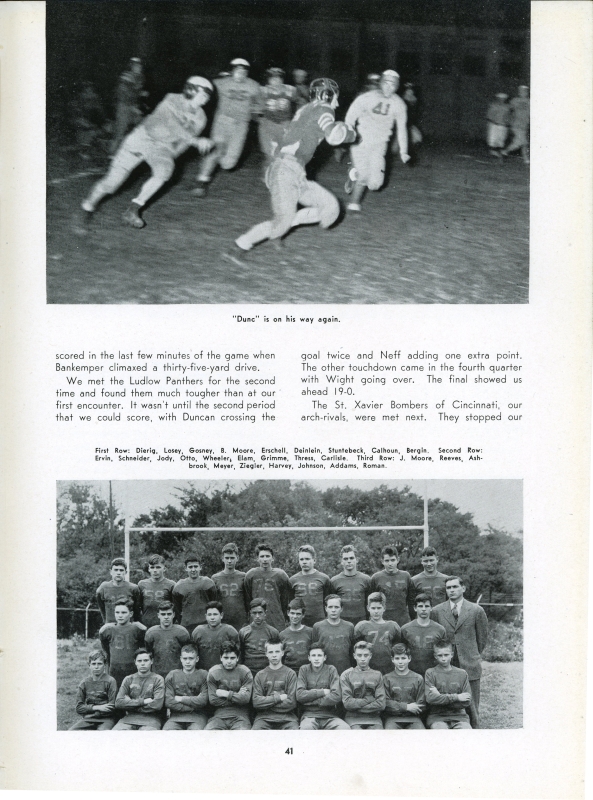 41
"Dunc" is on his way again.
scored in the last few minutes of the game when
Bankemper climaxed a thirty-five-yard drive.
We met the Ludlow Panthers for the second
time and found them much tougher than at our
first encounter. It wasn't until the second period
that we could score, with Duncan crossing the
goal twice and Neff adding one extra point.
The other touchdown came in the fourth quarter
with Wight going over. The final showed us
ahead 19-0.
The St. Xavier Bombers of Cincinnati, our
arch-rivals, were met next. They stopped our
First Row: Dierig, Losey, Gosney, B. Moore, Erschell, Deinlein, Stuntebeck, Calhoun, Bergin. Second Row:
Ervin, Schneider, Jody, Otto, Wheeler, Elam, Grimme, Thress, Carlisle. Third Row: J. Moore, Reeves, Ash-
brook, Meyer, Ziegler, Harvey, Johnson, Addams, Roman.
41